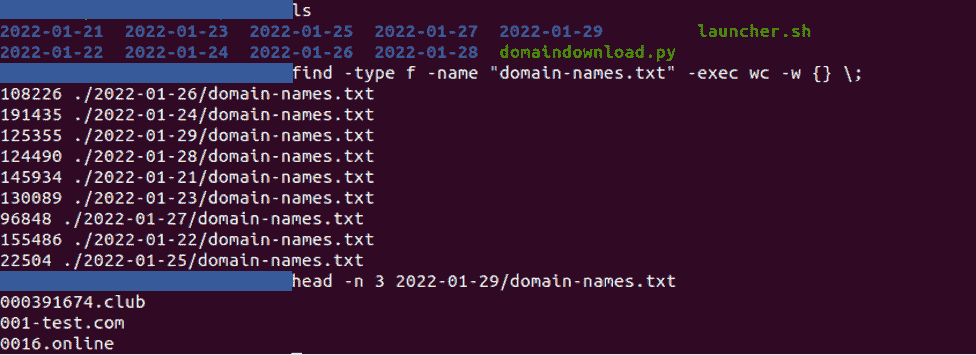 ls
2022-01-21 2022-01-23 2022-01-25 2022-01-27 2022-01-29 launcher.sh
2022-01-22 2022-01-24 2022-01-26 2022-01-28 domaindownload.py
find -type f -name "domain-names.txt" -exec wc -w {} \;
108226 ./2022-01-26/domain-names.txt
191435 ./2022-01-24/domain-names.txt
125355 ./2022-01-29/domain-names.txt
124490 ./2022-01-28/domain-names.txt
145934 ./2022-01-21/domain-names.txt
130089 ./2022-01-23/domain-names.txt
96848 ./2022-01-27/domain-names.txt
155486 ./2022-01-22/domain-names.txt
22504 ./2022-01-25/domain-names.txt
head -n 3 2022-01-29/domain-names.txt
000391674.club
001-test.com
0016.online